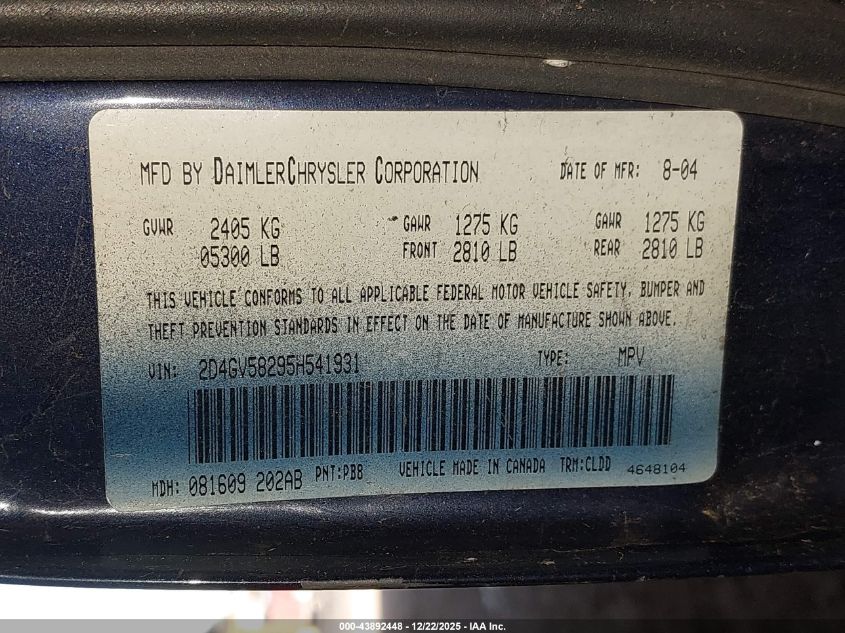 MFD BY DAIMLERCHRYSLER CORPORATION DATE OF MFR: 8-04
GVWR 2405 KG GAWR 1275 KG GAWR 1275 KG
05300 LB FRONT 2810 LB REAR 2810 LB
THIS VEHICLE CONFORMS TO ALL APPLICABLE FEDERAL MOTOR VEHICLE SAFETY, BUMPER AND
THEFT PREVENTION STANDARDS IN EFFECT ON THE DATE OF MANUFACTURE SHOWN ABOVE.
VIN: 2D4GV58295H541931 TYPE: MPV
MDH: 081609 202AB PNT:PB8 VEHICLE MADE IN CANADA TRM:CLDD 4648104
000-43892448 - 12/22/2025 - IAA Inc.